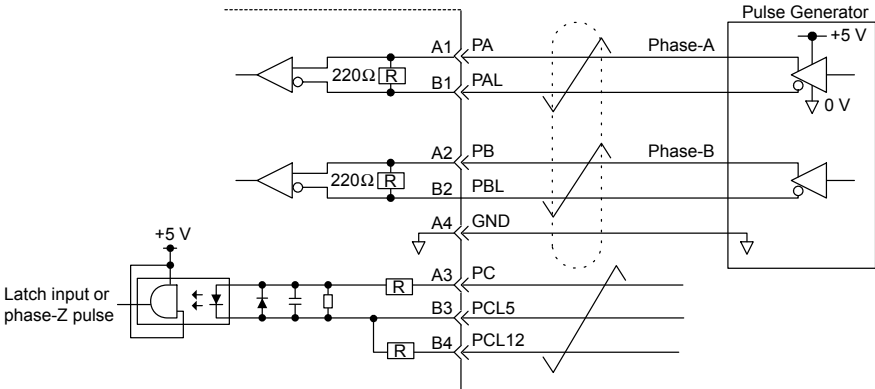 Pulse Generator
+5 V
A1 PA Phase-A
220Ω R
B1 PAL
0 V
A2 PB Phase-B
220Ω R
B2 PBL
A4 GND
+5 V
R A3 PC
Latch input or
phase-Z pulse
B3 PCL5
R B4 PCL12